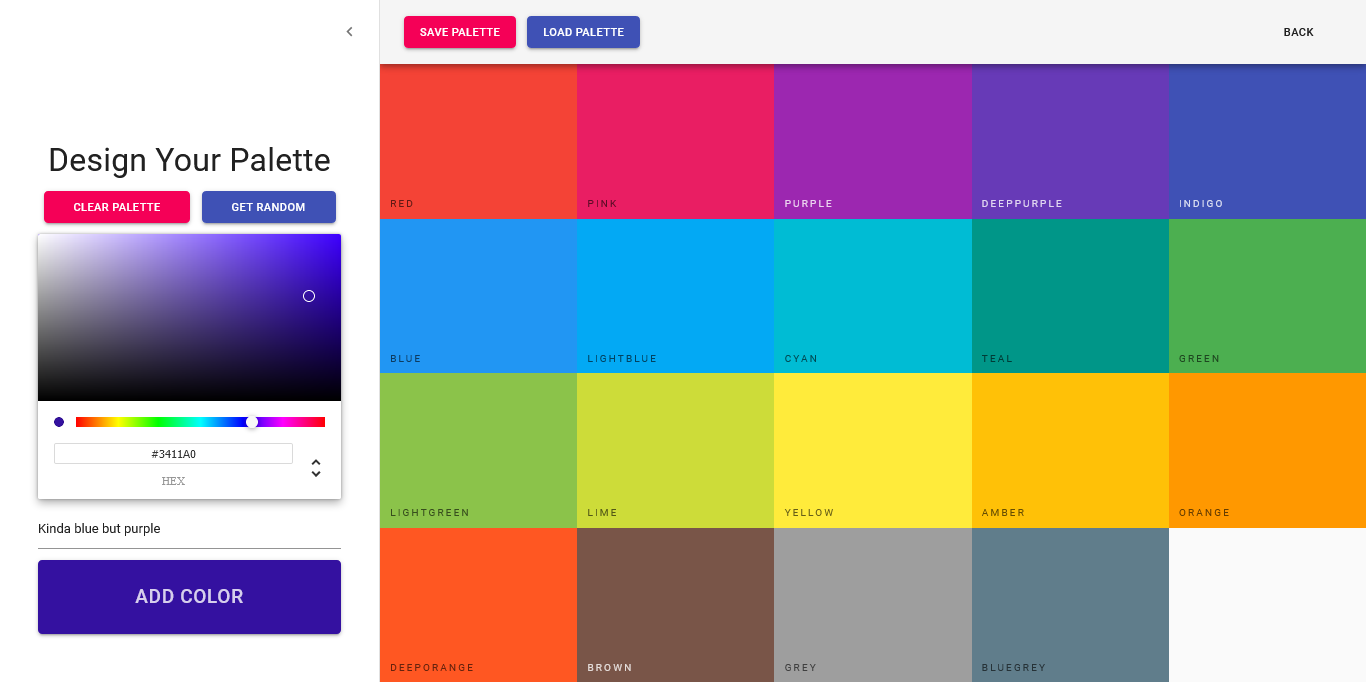 SAVE PALETTE LOAD PALETTE BACK
Design Your Palette
CLEAR PALETTE GET RANDOM
#3411A0
HEX
Kinda blue but purple
ADD COLOR
RED PINK PURPLE DEEPPURPLE INDIGO
BLUE LIGHTBLUE CYAN TEAL GREEN
LIGHTGREEN LIME YELLOW AMBER ORANGE
DEEPORANGE BROWN GREY BLUEGREY